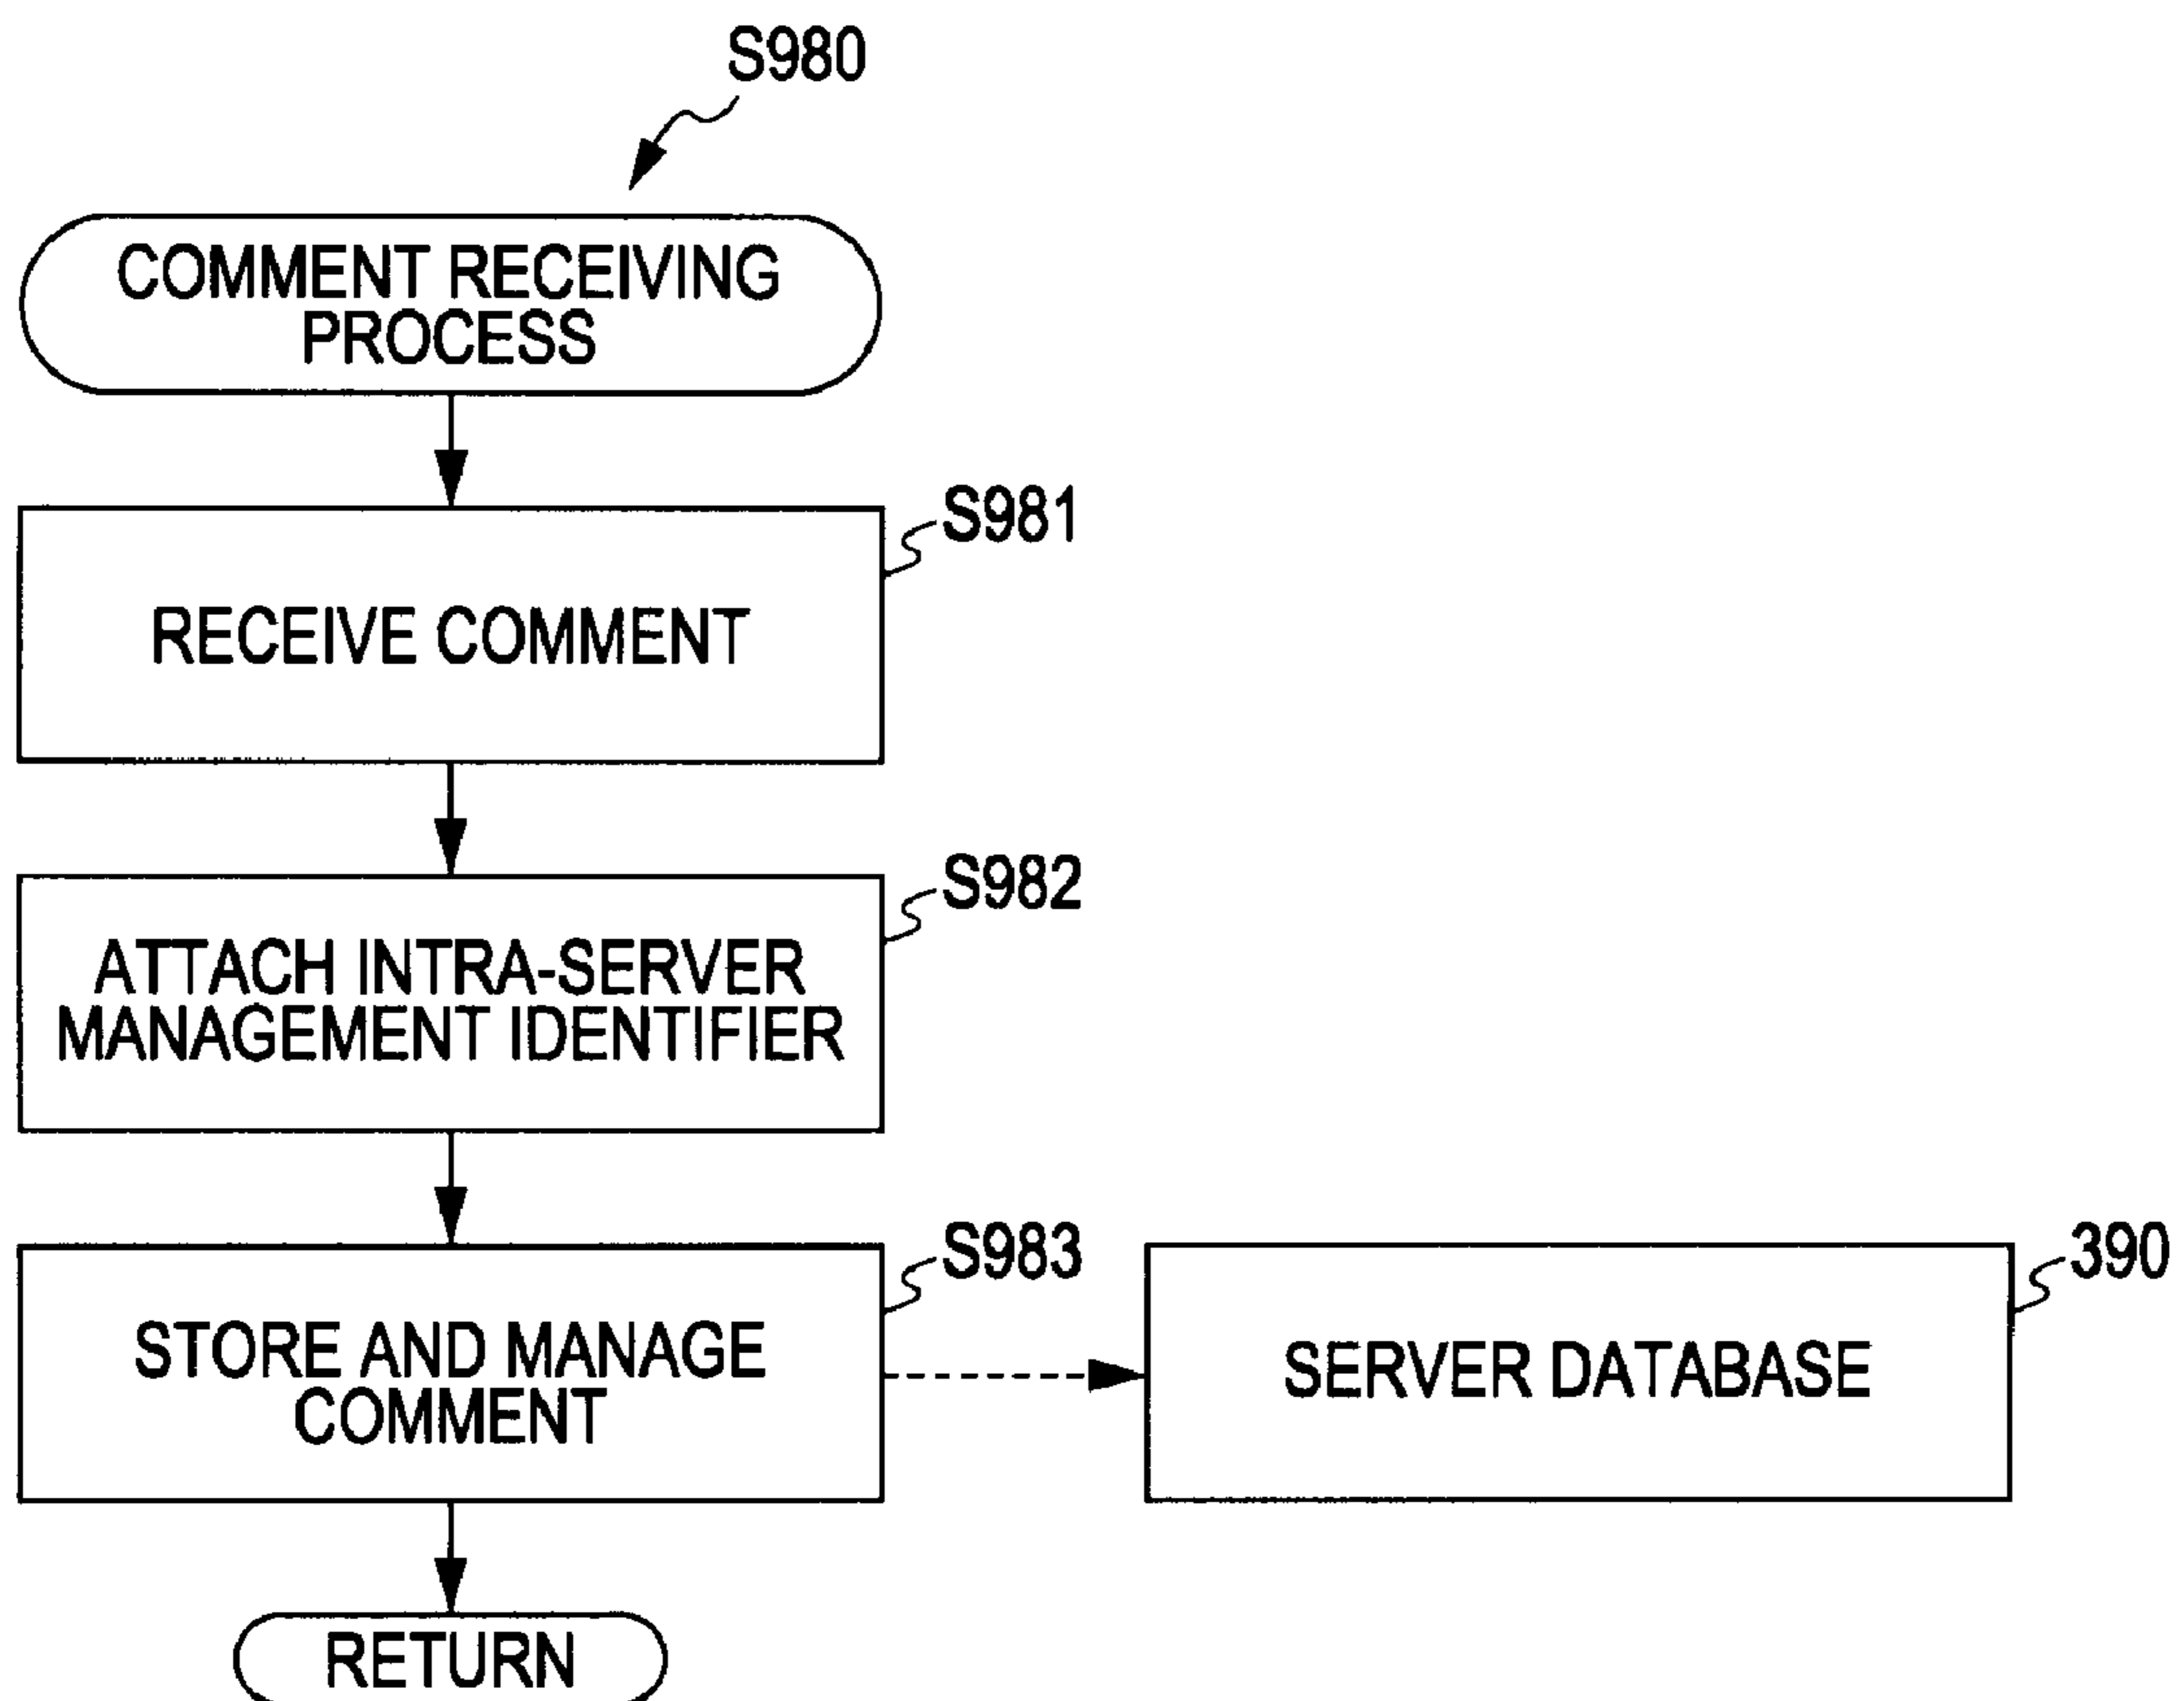 S980
COMMENT RECEIVING
PROCESS
S981
RECEIVE COMMENT
S982
ATTACH INTRA-SERVER
MANAGEMENT IDENTIFIER
S983
STORE AND MANAGE
COMMENT
390
SERVER DATABASE
RETURN